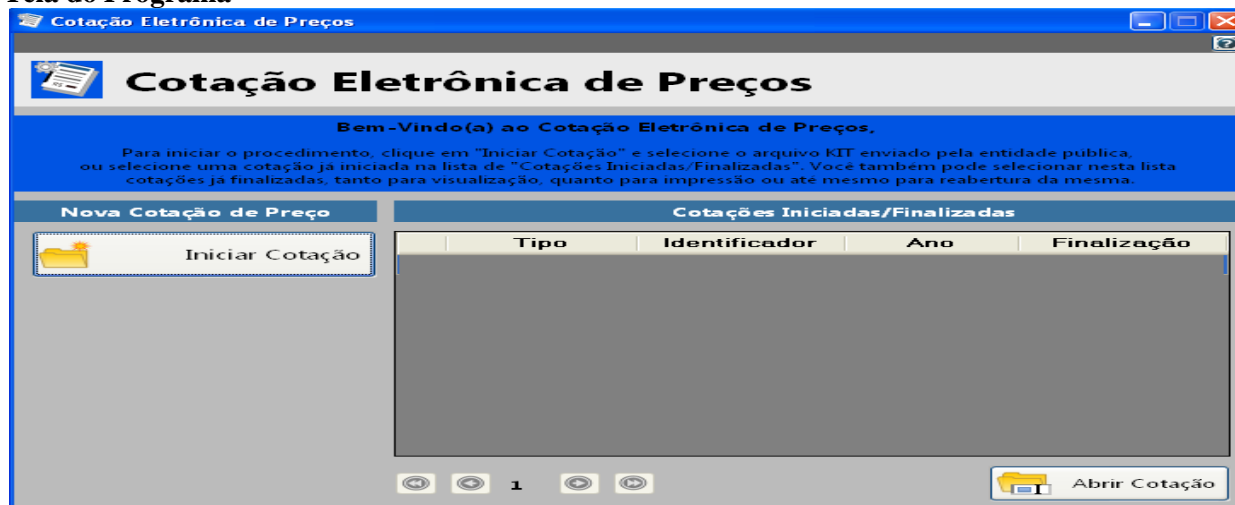 Tela do Programa
Cotação Eletrônica de Preços
Cotação Eletrônica de Preços
Bem-Vindo(a) ao Cotação Eletrônica de Preços,
Para iniciar o procedimento, clique em "Iniciar Cotação" e selecione o arquivo KIT enviado pela entidade pública,
ou selecione uma cotação já iniciada na lista de "Cotações Iniciadas/Finalizadas". Você também pode selecionar nesta lista
cotações já finalizadas, tanto para visualização, quanto para impressão ou até mesmo para reabertura da mesma.
Nova Cotação de Preço
Cotações Iniciadas/Finalizadas
Iniciar Cotação
Tipo Identificador Ano Finalização
1
Abrir Cotação